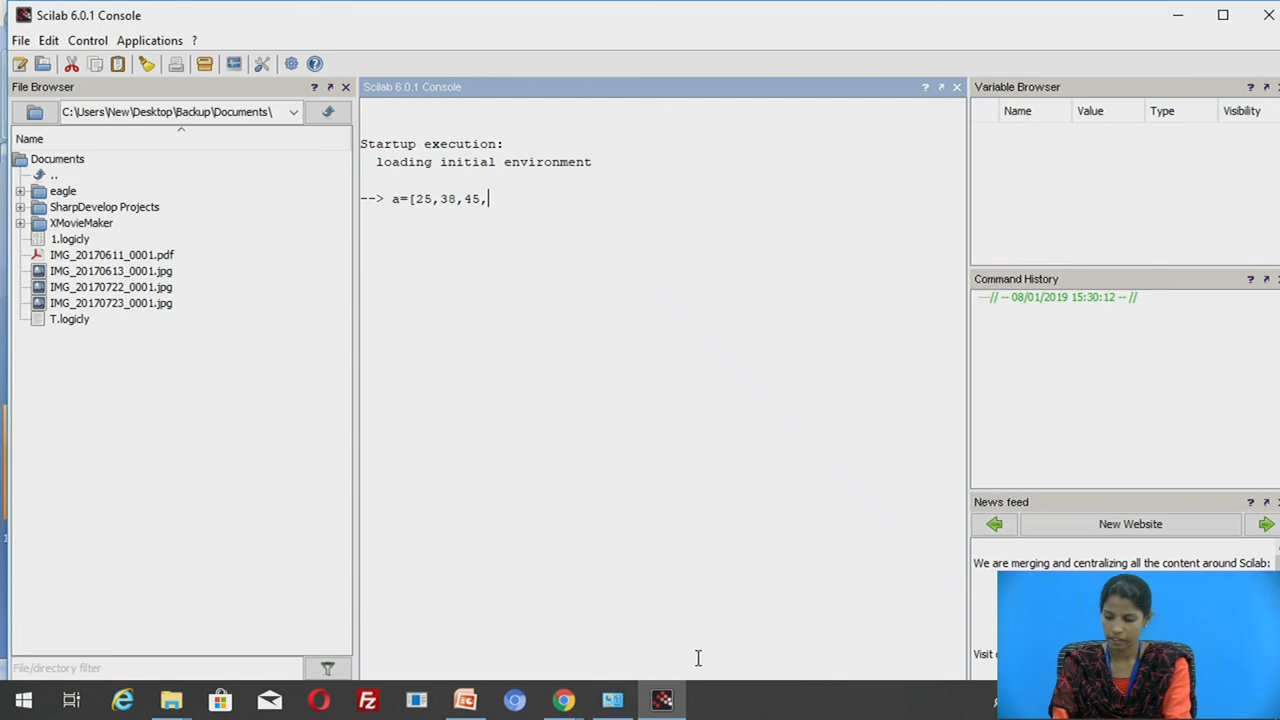 Scilab 6.0.1 Console
File Edit Control Applications ?
File Browser ? 
C:\Users\New\Desktop\Backup\Documents\
Name
Documents
..
eagle
SharpDevelop Projects
XMovieMaker
1.logicly
IMG_20170611_0001.pdf
IMG_20170613_0001.jpg
IMG_20170722_0001.jpg
IMG_20170723_0001.jpg
T.logicly
File/directory filter
Scilab 6.0.1 Console ?
Startup execution:
loading initial environment
--> a=[25,38,45,
Variable Browser ?
Name Value Type Visibility
Command History ?
// -- 08/01/2019 15:30:12 -- //
News feed ?
New Website
We are merging and centralizing all the content around Scilab:
Visit